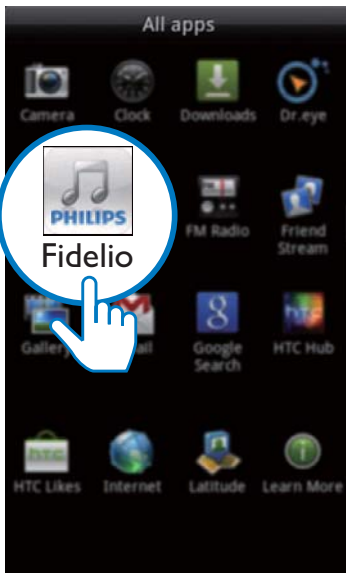 All apps
Camera
Clock
Downloads
Dr.eye
PHILIPS
Fidelio
FM Radio
Friend
Stream
Gallery
ail
Google
Search
HTC Hub
HTC Likes
Internet
Latitude
Learn More